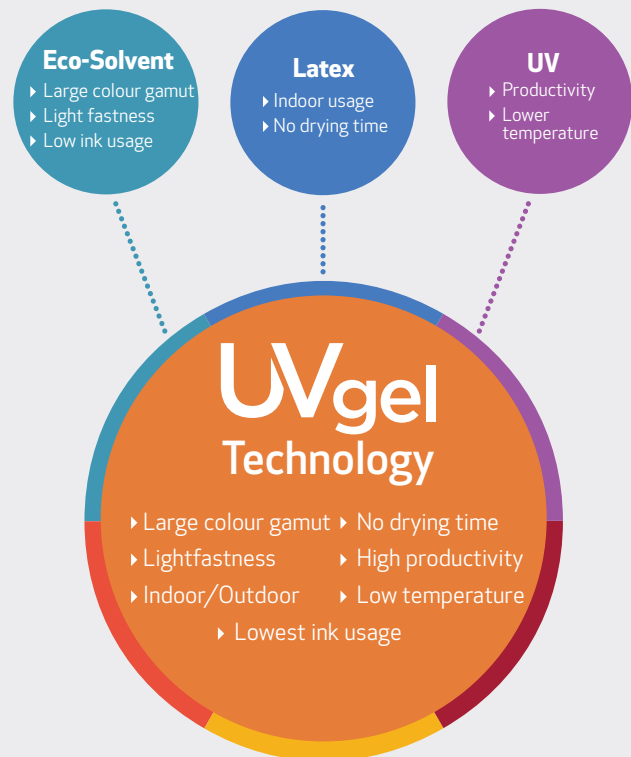 Eco-Solvent
Large colour gamut
Light fastness
Low ink usage
Latex
Indoor usage
No drying time
UV
Productivity
Lower
temperature
UVgel
Technology
Large colour gamut
No drying time
Lightfastness
High productivity
Indoor/Outdoor
Low temperature
Lowest ink usage